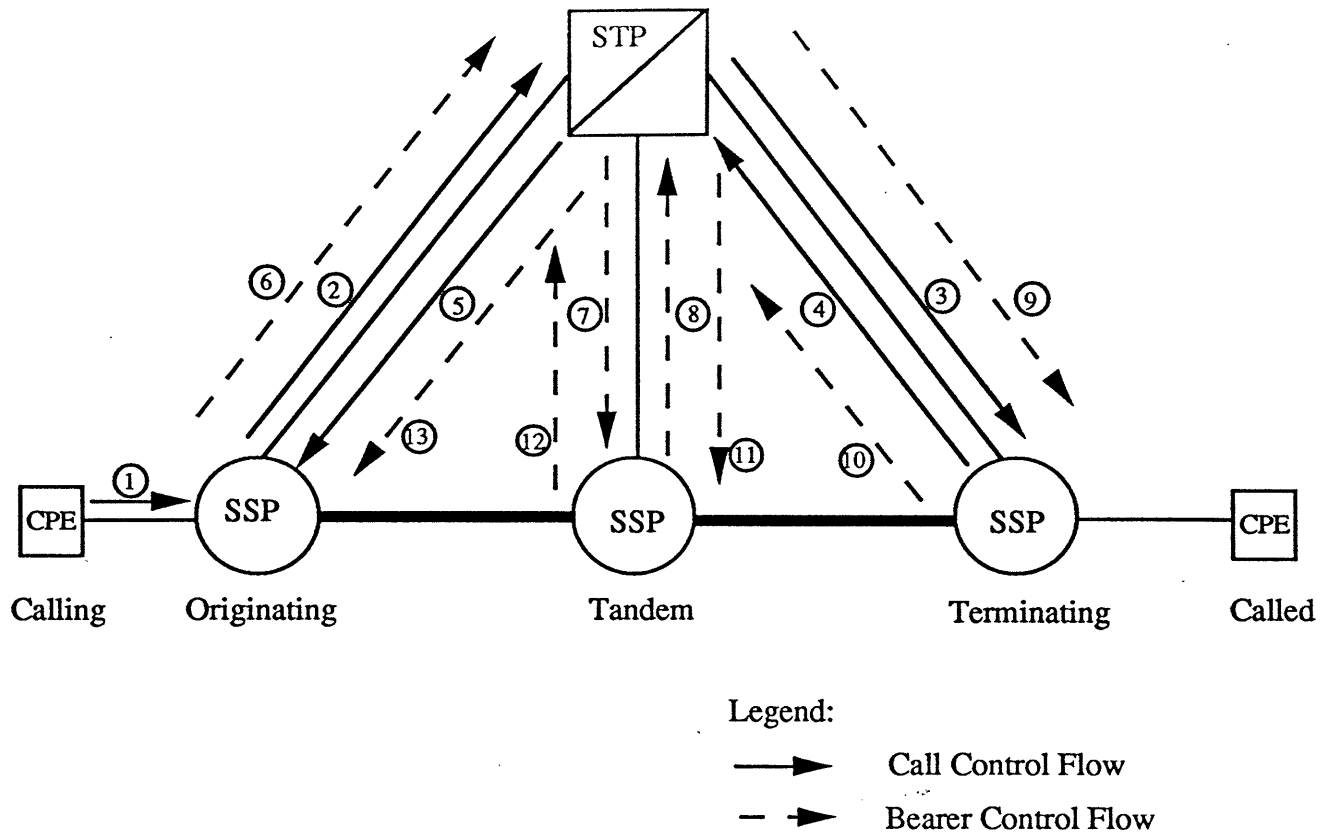 STP
6
2
5
7
8
4
3
9
13
12
11
10
1
CPE
SSP
SSP
SSP
CPE
Calling
Originating
Tandem
Terminating
Called
Legend:
Call Control Flow
Bearer Control Flow